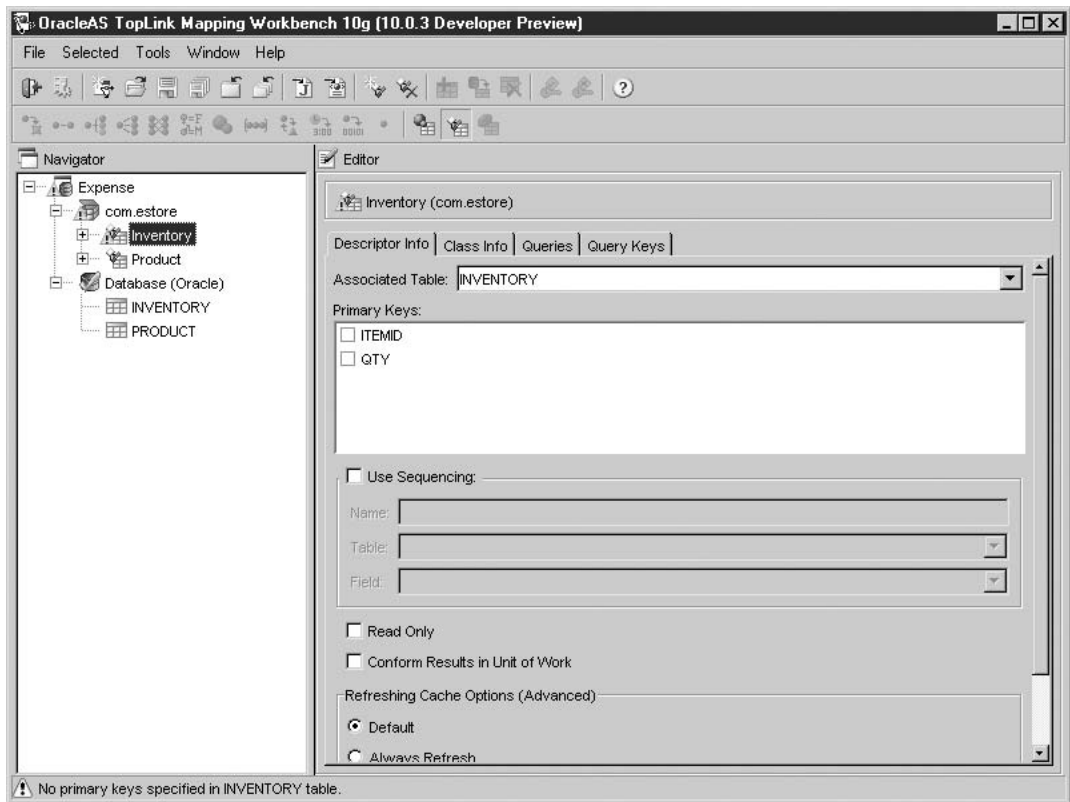 OracleAS TopLink Mapping Workbench 10g (10.0.3 Developer Preview)
File Selected Tools Window Help
Navigator
Expense
com.estore
Inventory
Product
Database (Oracle)
INVENTORY
PRODUCT
Editor
Inventory (com.estore)
Descriptor Info Class Info Queries Query Keys
Associated Table: INVENTORY
Primary Keys:
ITEMID
QTY
Use Sequencing:
Name:
Table:
Field:
Read Only
Conform Results in Unit of Work
Refreshing Cache Options (Advanced)
Default
Always Refresh
No primary keys specified in INVENTORY table.